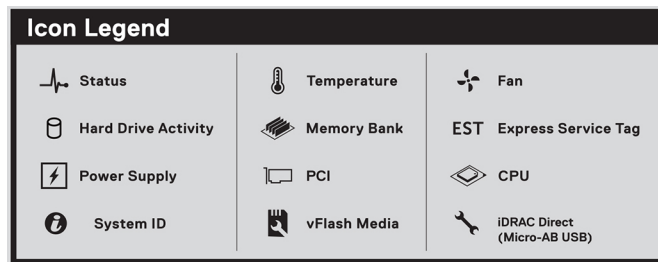 Icon Legend
Status
Temperature
Fan
Hard Drive Activity
Memory Bank
EST Express Service Tag
Power Supply
PCI
CPU
System ID
vFlash Media
iDRAC Direct
(Micro-AB USB)